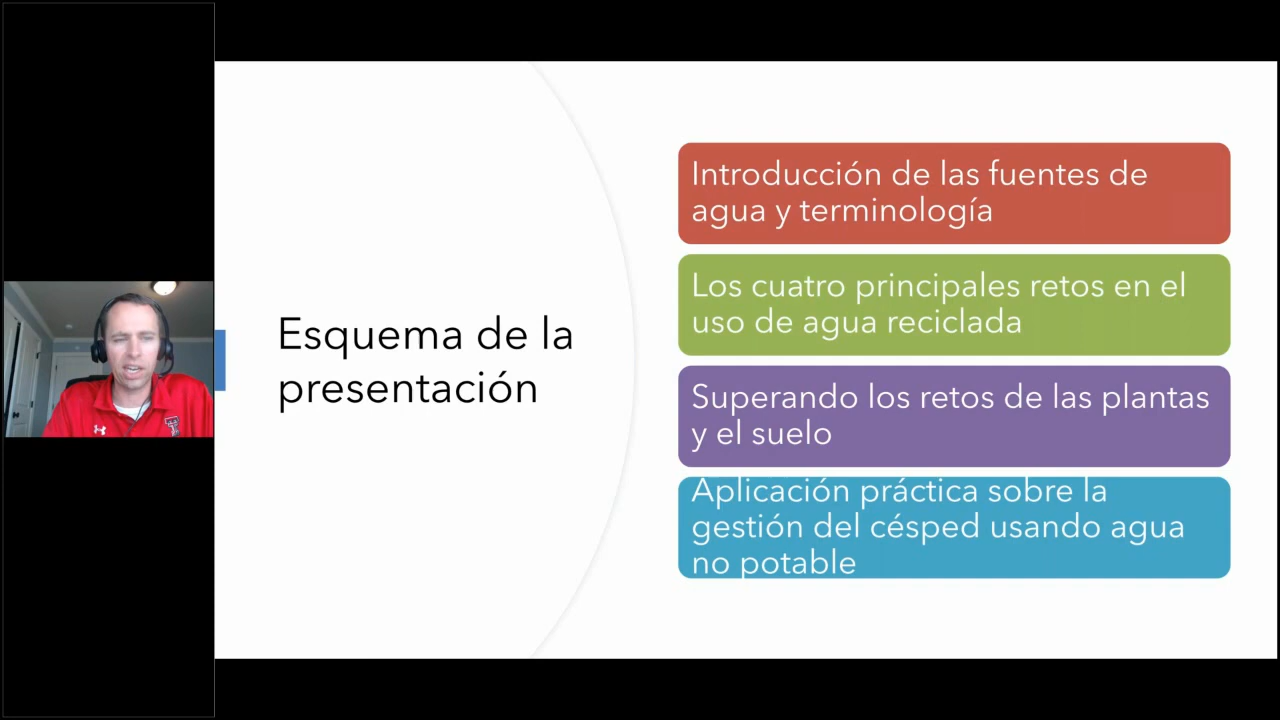 Esquema de la
presentación
Introducción de las fuentes de
agua y terminología
Los cuatro principales retos en el
uso de agua reciclada
Superando los retos de las plantas
y el suelo
Aplicación práctica sobre la
gestión del césped usando agua
no potable